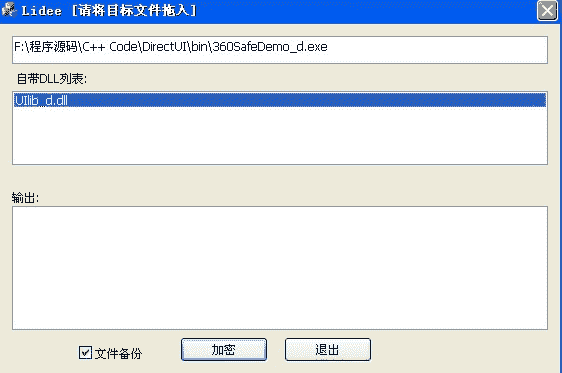 Lidee [请将目标文件拖入]
F:\程序源码\C++ Code\DirectUI\bin\360SafeDemo_d.exe
自带DLL列表:
UIlib_d.dll
输出:
文件备份 加密 退出